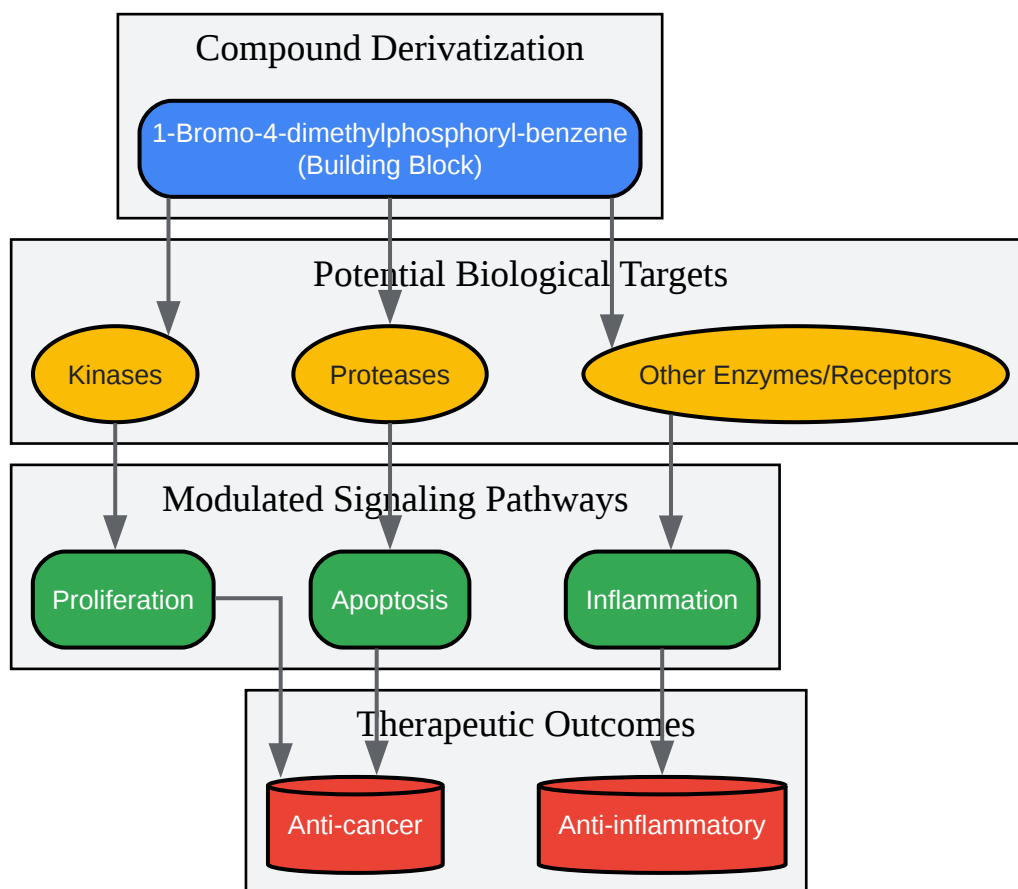 Compound Derivatization
1-Bromo-4-dimethylphosphoryl-benzene
(Building Block)
Potential Biological Targets
Kinases
Proteases
Other Enzymes/Receptors
Modulated Signaling Pathways
Proliferation
Apoptosis
Inflammation
Therapeutic Outcomes
Anti-cancer
Anti-inflammatory